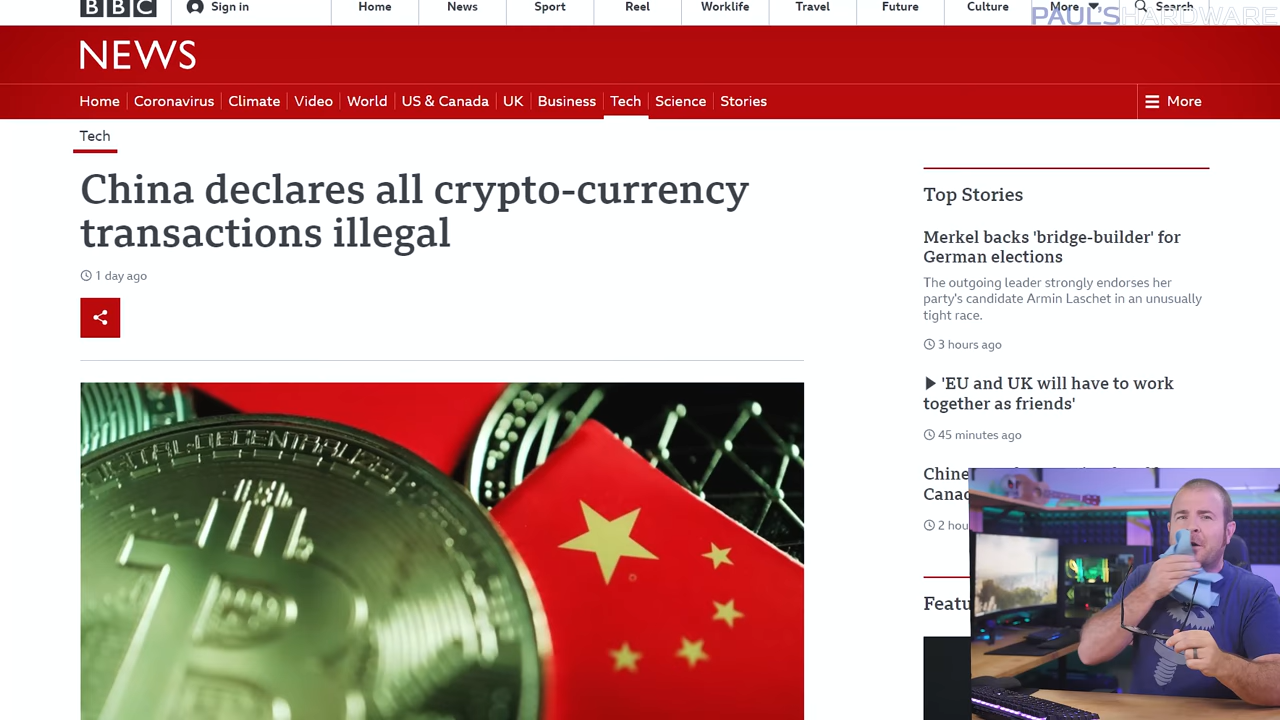 BBC
Sign in
Home
News
Sport
Reel
Worklife
Travel
Future
Culture
More
Search
PAUL'S HARDWARE
NEWS
Home
Coronavirus
Climate
Video
World
US & Canada
UK
Business
Tech
Science
Stories
More
Tech
China declares all crypto-currency
transactions illegal
1 day ago
Top Stories
Merkel backs 'bridge-builder' for
German elections
The outgoing leader strongly endorses her
party's candidate Armin Laschet in an unusually
tight race.
3 hours ago
'EU and UK will have to work
together as friends'
45 minutes ago
2